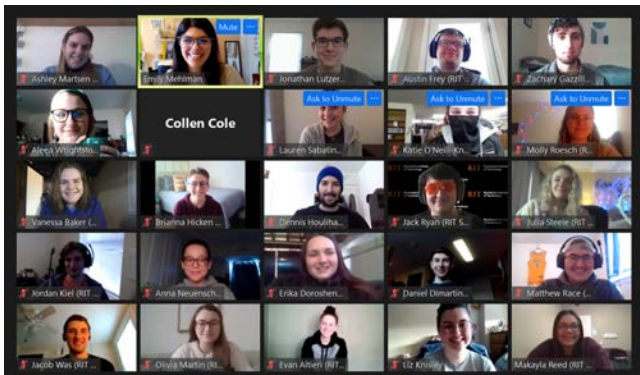 Mute ...
Ashley Martsen ...
Emily Mehlman
Jonathan Lutzer...
Austin Frey (RIT ...
Zachary Gazzill...
Ask to Unmute ...
Ask to Unmute ...
Ask to Unmute ...
Collen Cole
Aleea Wrightsto...
Lauren Sabatin...
Katie O'Neill(Kn...
Molly Roesch (R...
Vanessa Baker (...
Brianna Hicken ...
Dennis Houliha...
Jack Ryan (RIT S...
Julia Steele (RIT ...
Jordan Kiel (RIT ...
Anna Neuensch...
Erika Doroshen...
Daniel Dimartin...
Matthew Race (...
Jacob Was (RIT ...
Olivia Martin (RI...
Evan Altieri (RIT ...
Liz Knisley
Makayla Reed (RIT ...